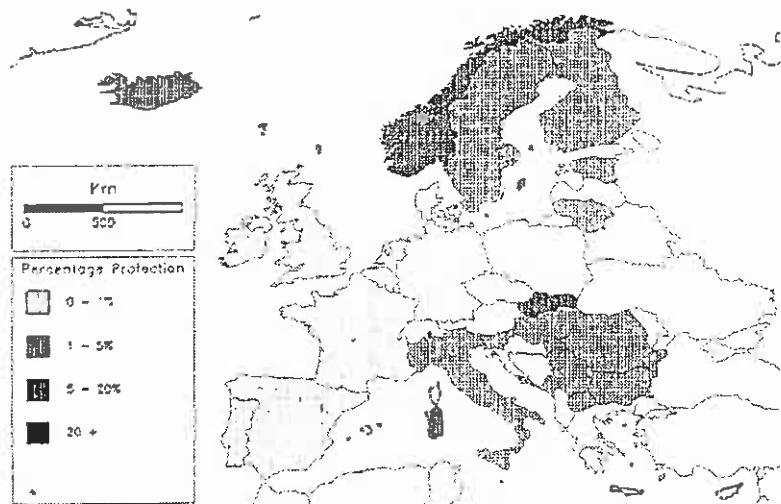 Km
0 500
Percentage Protection
0 - 1%
1 - 5%
5 - 20%
20 +